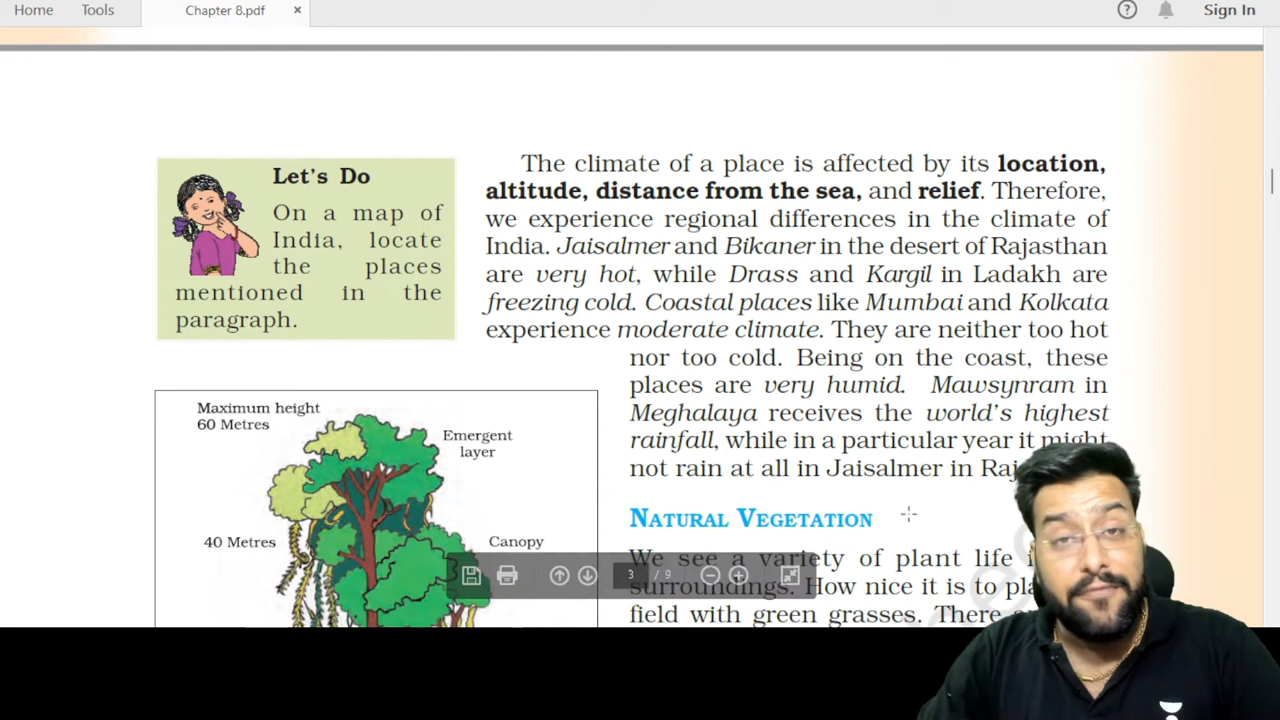 Home Tools Chapter 8.pdf × ? Sign In
Let's Do
On a map of
India, locate
the places
mentioned in the
paragraph.
The climate of a place is affected by its location,
altitude, distance from the sea, and relief. Therefore,
we experience regional differences in the climate of
India. Jaisalmer and Bikaner in the desert of Rajasthan
are very hot, while Drass and Kargil in Ladakh are
freezing cold. Coastal places like Mumbai and Kolkata
experience moderate climate. They are neither too hot
nor too cold. Being on the coast, these
places are very humid. Mawsynram in
Meghalaya receives the world's highest
rainfall, while in a particular year it might
not rain at all in Jaisalmer in
Maximum height
60 Metres
Emergent
layer
40 Metres
Canopy
NATURAL VEGETATION
We see a variety of plant life
surroundings. How nice it is to
field with green grasses. There
3 / 9